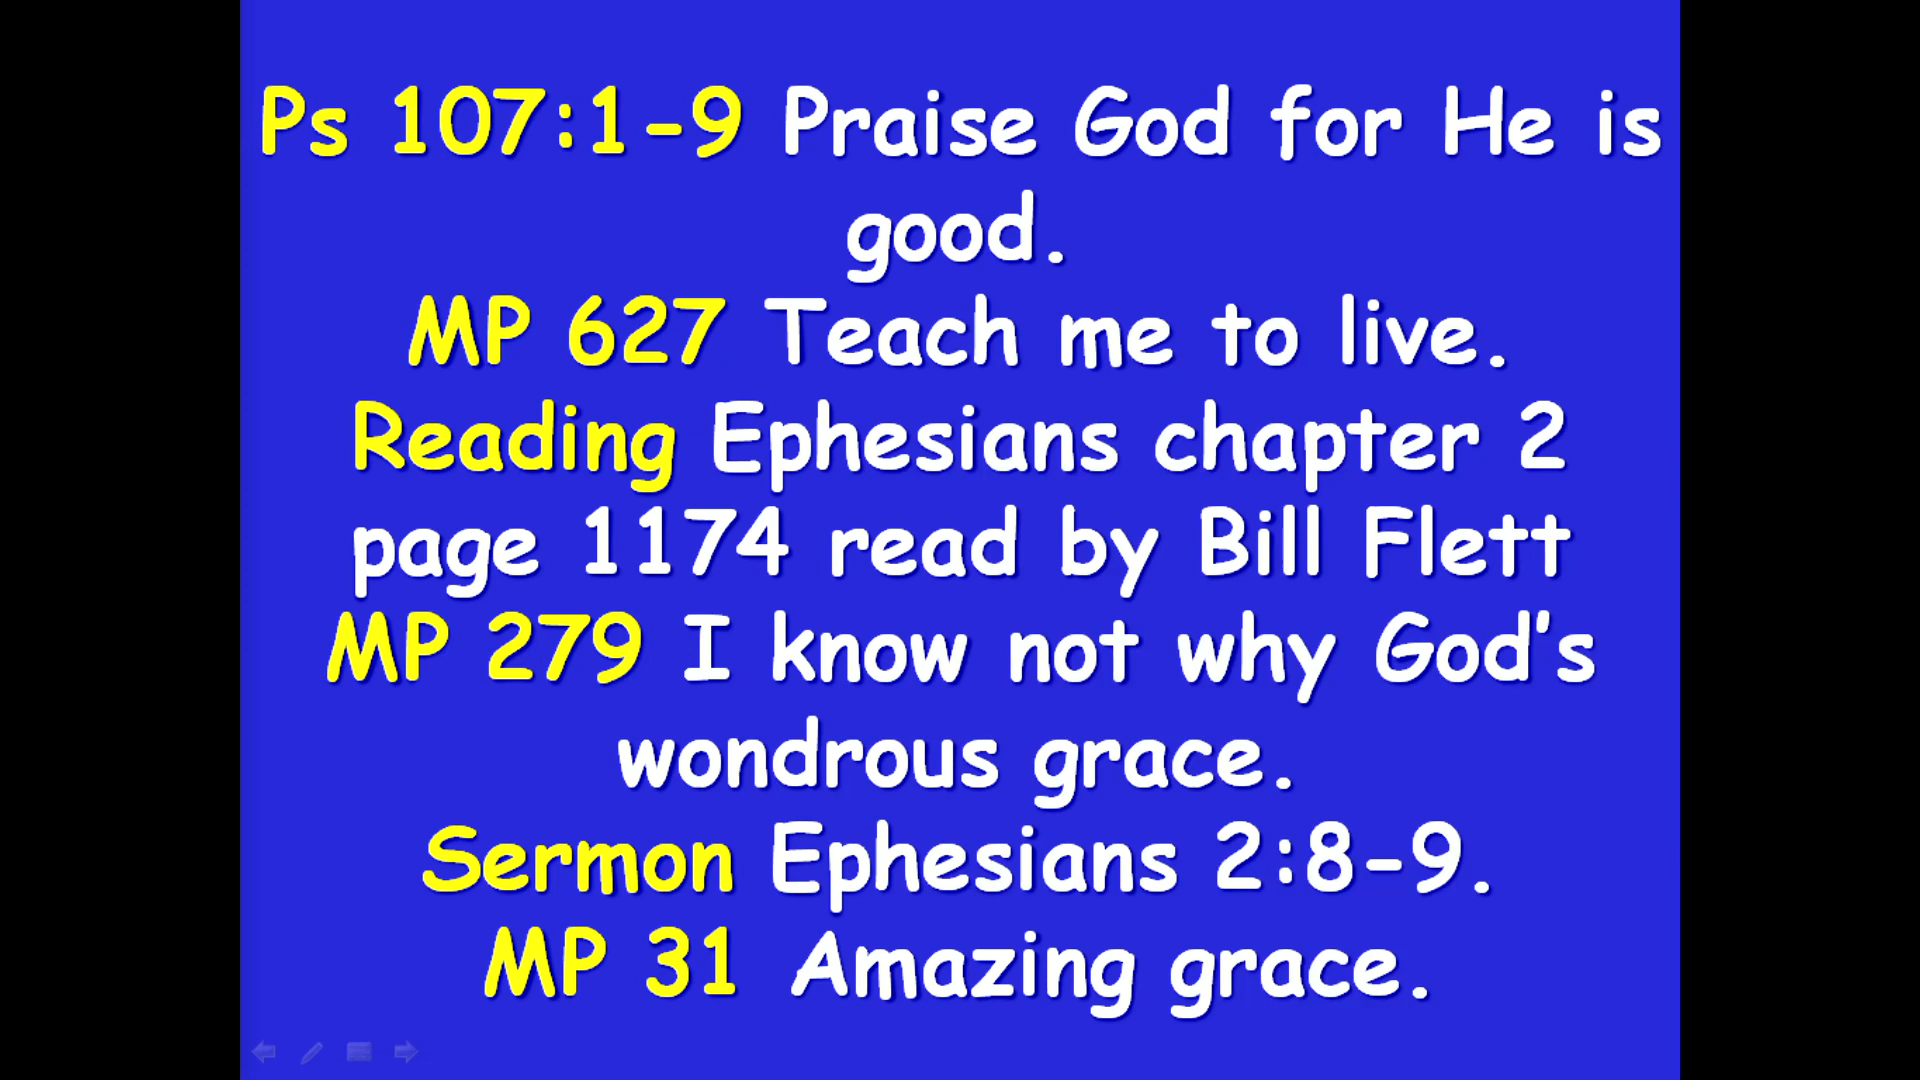 Ps 107:1-9 Praise God for He is
good.
MP 627 Teach me to live.
Reading Ephesians chapter 2
page 1174 read by Bill Flett
MP 279 I know not why God's
wondrous grace.
Sermon Ephesians 2:8-9.
MP 31 Amazing grace.